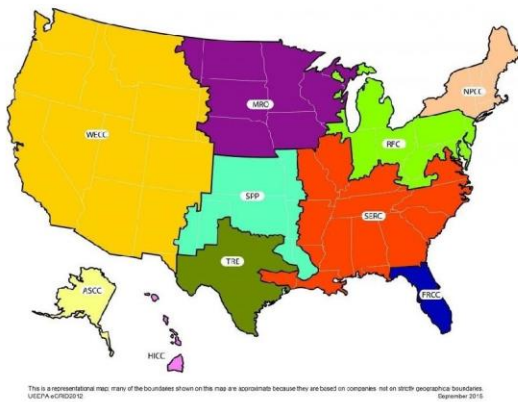 NPCC
MRO
RFC
WECC
SPP
SERC
TRE
ASCC
FRCC
HICC
This is a representational map; many of the boundaries shown on this map are approximate because they are based on companies not on strictly geographical boundaries.
USEPA eGRID2012